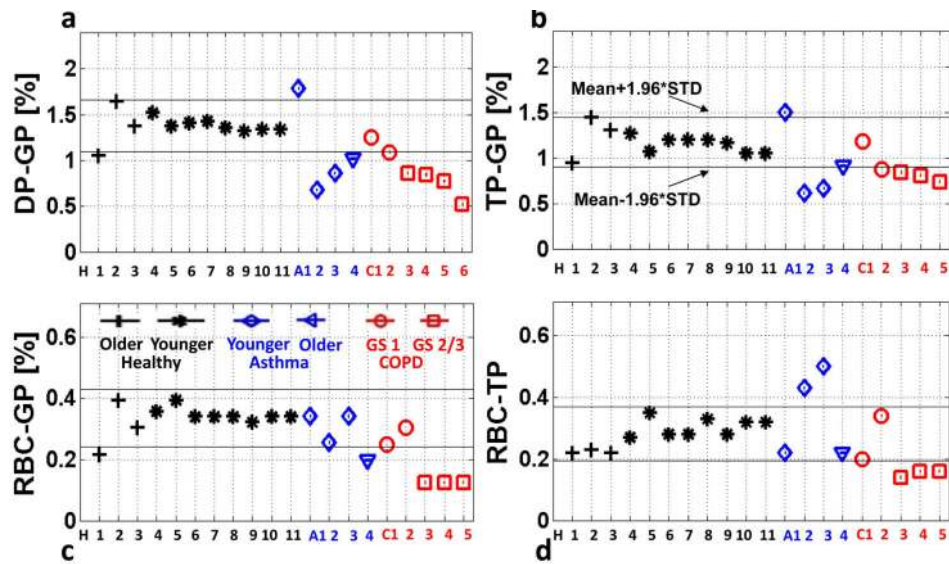 a
2
1.5
1
0.5
0
DP-GP [%]
H 1 2 3 4 5 6 7 8 9 10 11 A1 2 3 4 C1 2 3 4 5 6
b
2
1.5
1
0.5
0
TP-GP [%]
Mean+1.96*STD
Mean-1.96*STD
H 1 2 3 4 5 6 7 8 9 10 11 A1 2 3 4 C1 2 3 4 5
0.6
0.4
0.2
0
RBC-GP [%]
Older Younger
Healthy
Younger Older
Asthma
GS 1 GS 2/3
COPD
H 1 2 3 4 5 6 7 8 9 10 11 A1 2 3 4 C1 2 3 4 5
c
0.6
0.4
0.2
0
RBC-TP
H 1 2 3 4 5 6 7 8 9 10 11 A1 2 3 4 C1 2 3 4 5
d